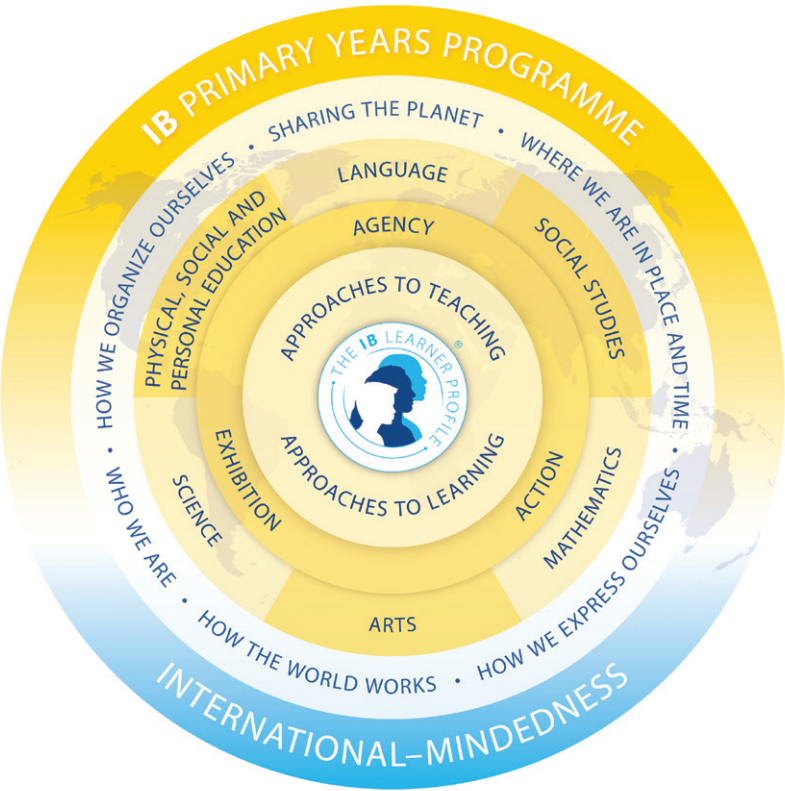 IB PRIMARY YEARS PROGRAMME
SHARING THE PLANET
•
WHERE WE ARE IN PLACE AND TIME
•
HOW WE EXPRESS OURSELVES
•
HOW THE WORLD WORKS
•
WHO WE ARE
•
HOW WE ORGANIZE OURSELVES
•
LANGUAGE
SOCIAL STUDIES
MATHEMATICS
ARTS
SCIENCE
PHYSICAL, SOCIAL AND
PERSONAL EDUCATION
AGENCY
ACTION
EXHIBITION
APPROACHES TO TEACHING
THE IB LEARNER PROFILE
®
APPROACHES TO LEARNING
INTERNATIONAL–MINDEDNESS